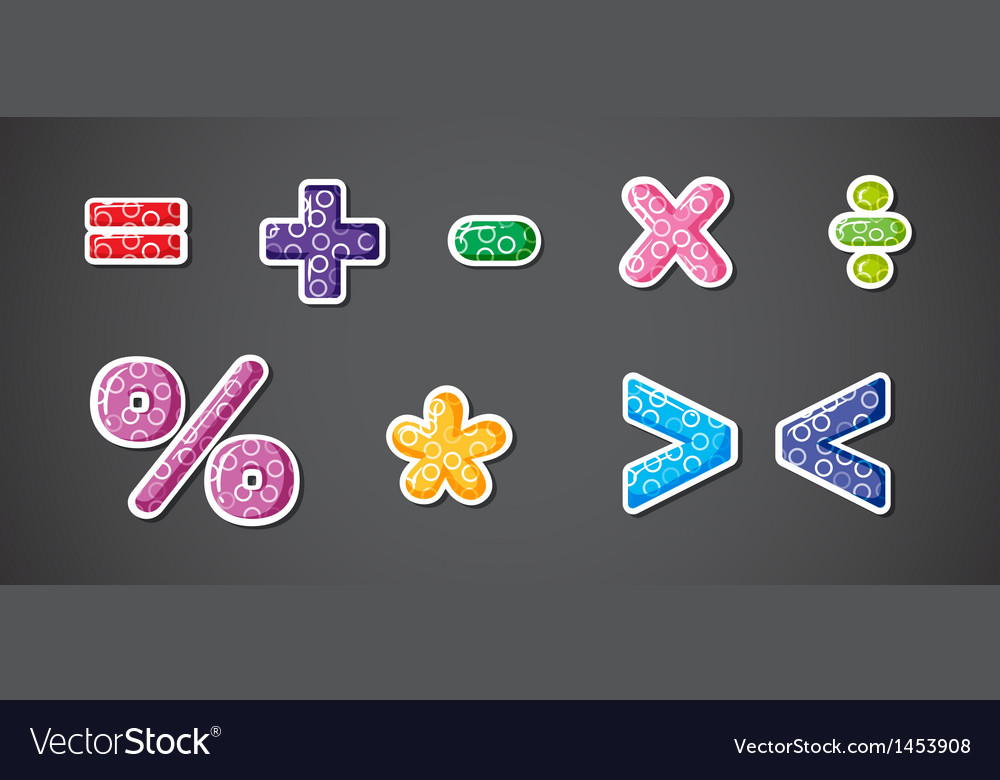 = + - × ÷
% * > <
VectorStock®
VectorStock.com/1453908